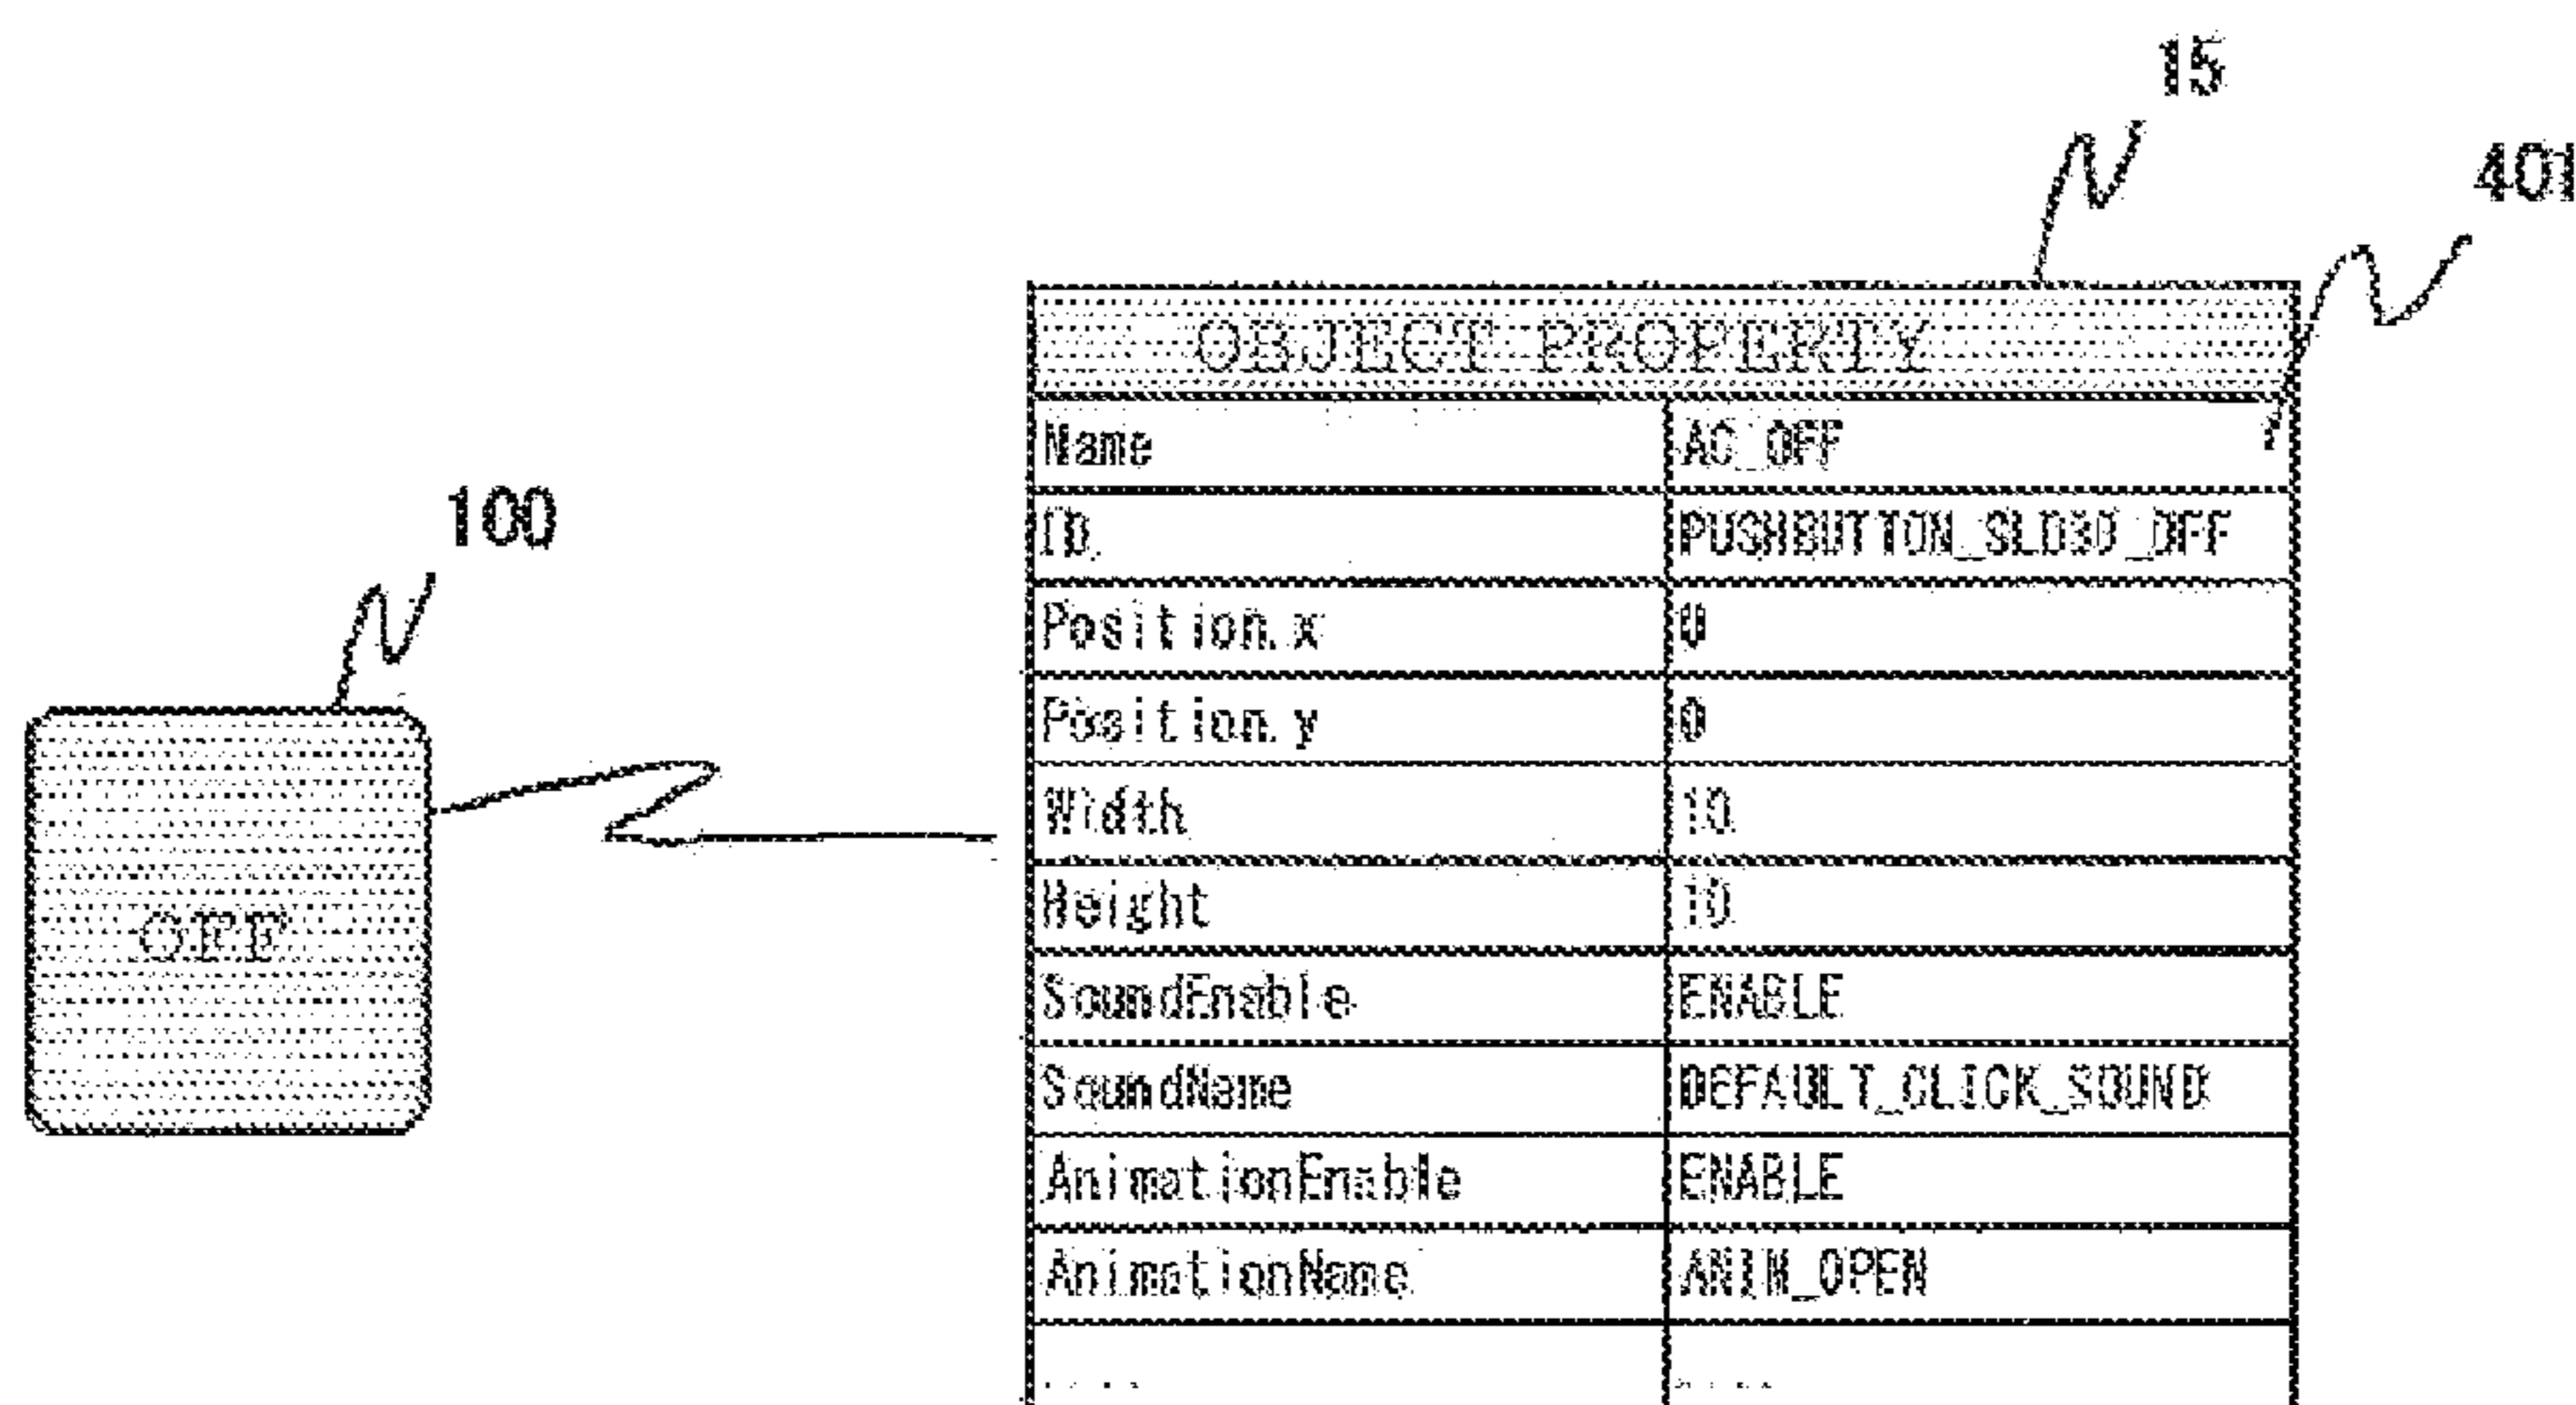 15
401
OBJECT PROPERTY
Name AC_OFF
ID PUSHBUTTON_SLD30_OFF
100
Position.x 0
Position.y 0
Width 10
Height 10
OFF
SoundEnable ENABLE
SoundName DEFAULT_CLICK_SOUND
AnimationEnable ENABLE
AnimationName ANIM_OPEN